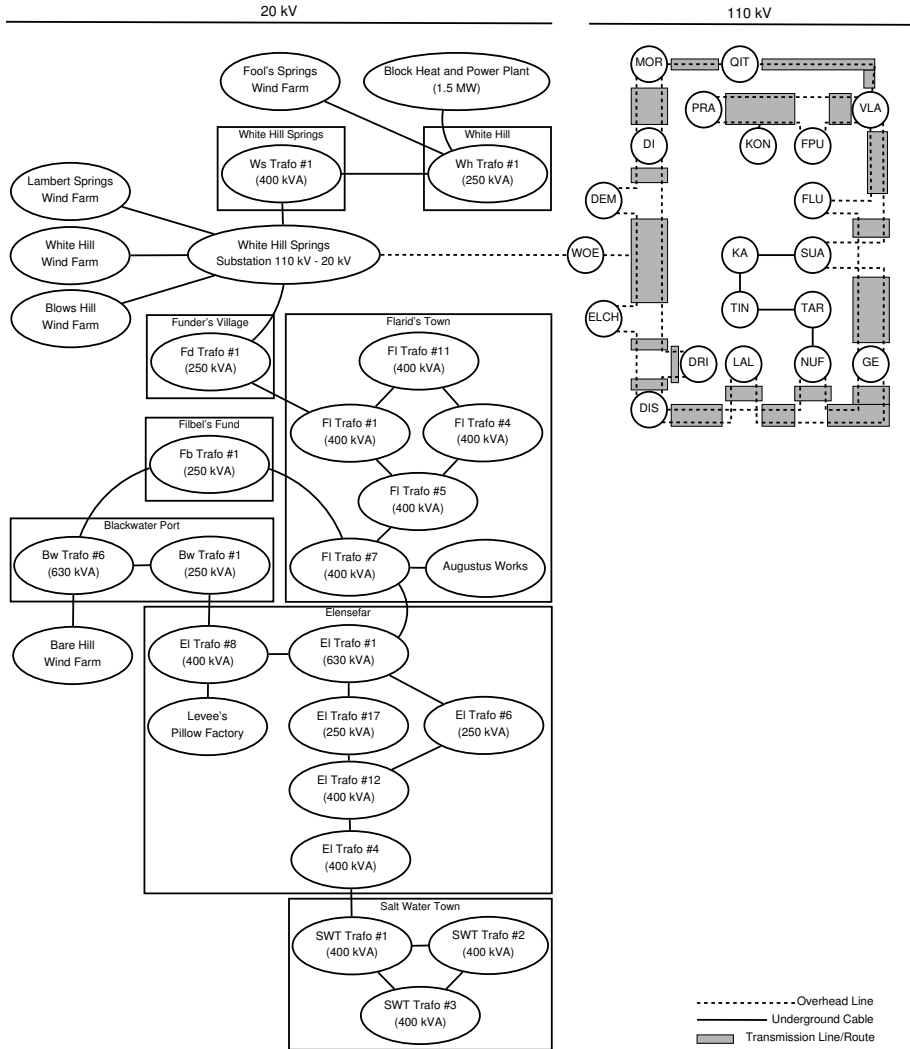 20 kV
110 kV
Fool's Springs
Wind Farm
Block Heat and Power Plant
(1.5 MW)
White Hill Springs
Ws Trafo #1
(400 kVA)
White Hill
Wh Trafo #1
(250 kVA)
Lambert Springs
Wind Farm
White Hill
Wind Farm
Blows Hill
Wind Farm
White Hill Springs
Substation 110 kV - 20 kV
Funder's Village
Fd Trafo #1
(250 kVA)
Flarid's Town
Fl Trafo #11
(400 kVA)
Fl Trafo #1
(400 kVA)
Fl Trafo #4
(400 kVA)
Fl Trafo #5
(400 kVA)
Fl Trafo #7
(400 kVA)
Augustus Works
Filbel's Fund
Fb Trafo #1
(250 kVA)
Blackwater Port
Bw Trafo #6
(630 kVA)
Bw Trafo #1
(250 kVA)
Bare Hill
Wind Farm
Elensefar
El Trafo #8
(400 kVA)
El Trafo #1
(630 kVA)
Levee's
Pillow Factory
El Trafo #17
(250 kVA)
El Trafo #6
(250 kVA)
El Trafo #12
(400 kVA)
El Trafo #4
(400 kVA)
Salt Water Town
SWT Trafo #1
(400 kVA)
SWT Trafo #2
(400 kVA)
SWT Trafo #3
(400 kVA)
MOR
QIT
PRA
VLA
DI
KON
FPU
DEM
FLU
WOE
KA
SUA
ELCH
TIN
TAR
DRI
LAL
NUF
GE
DIS
Overhead Line
Underground Cable
Transmission Line/Route